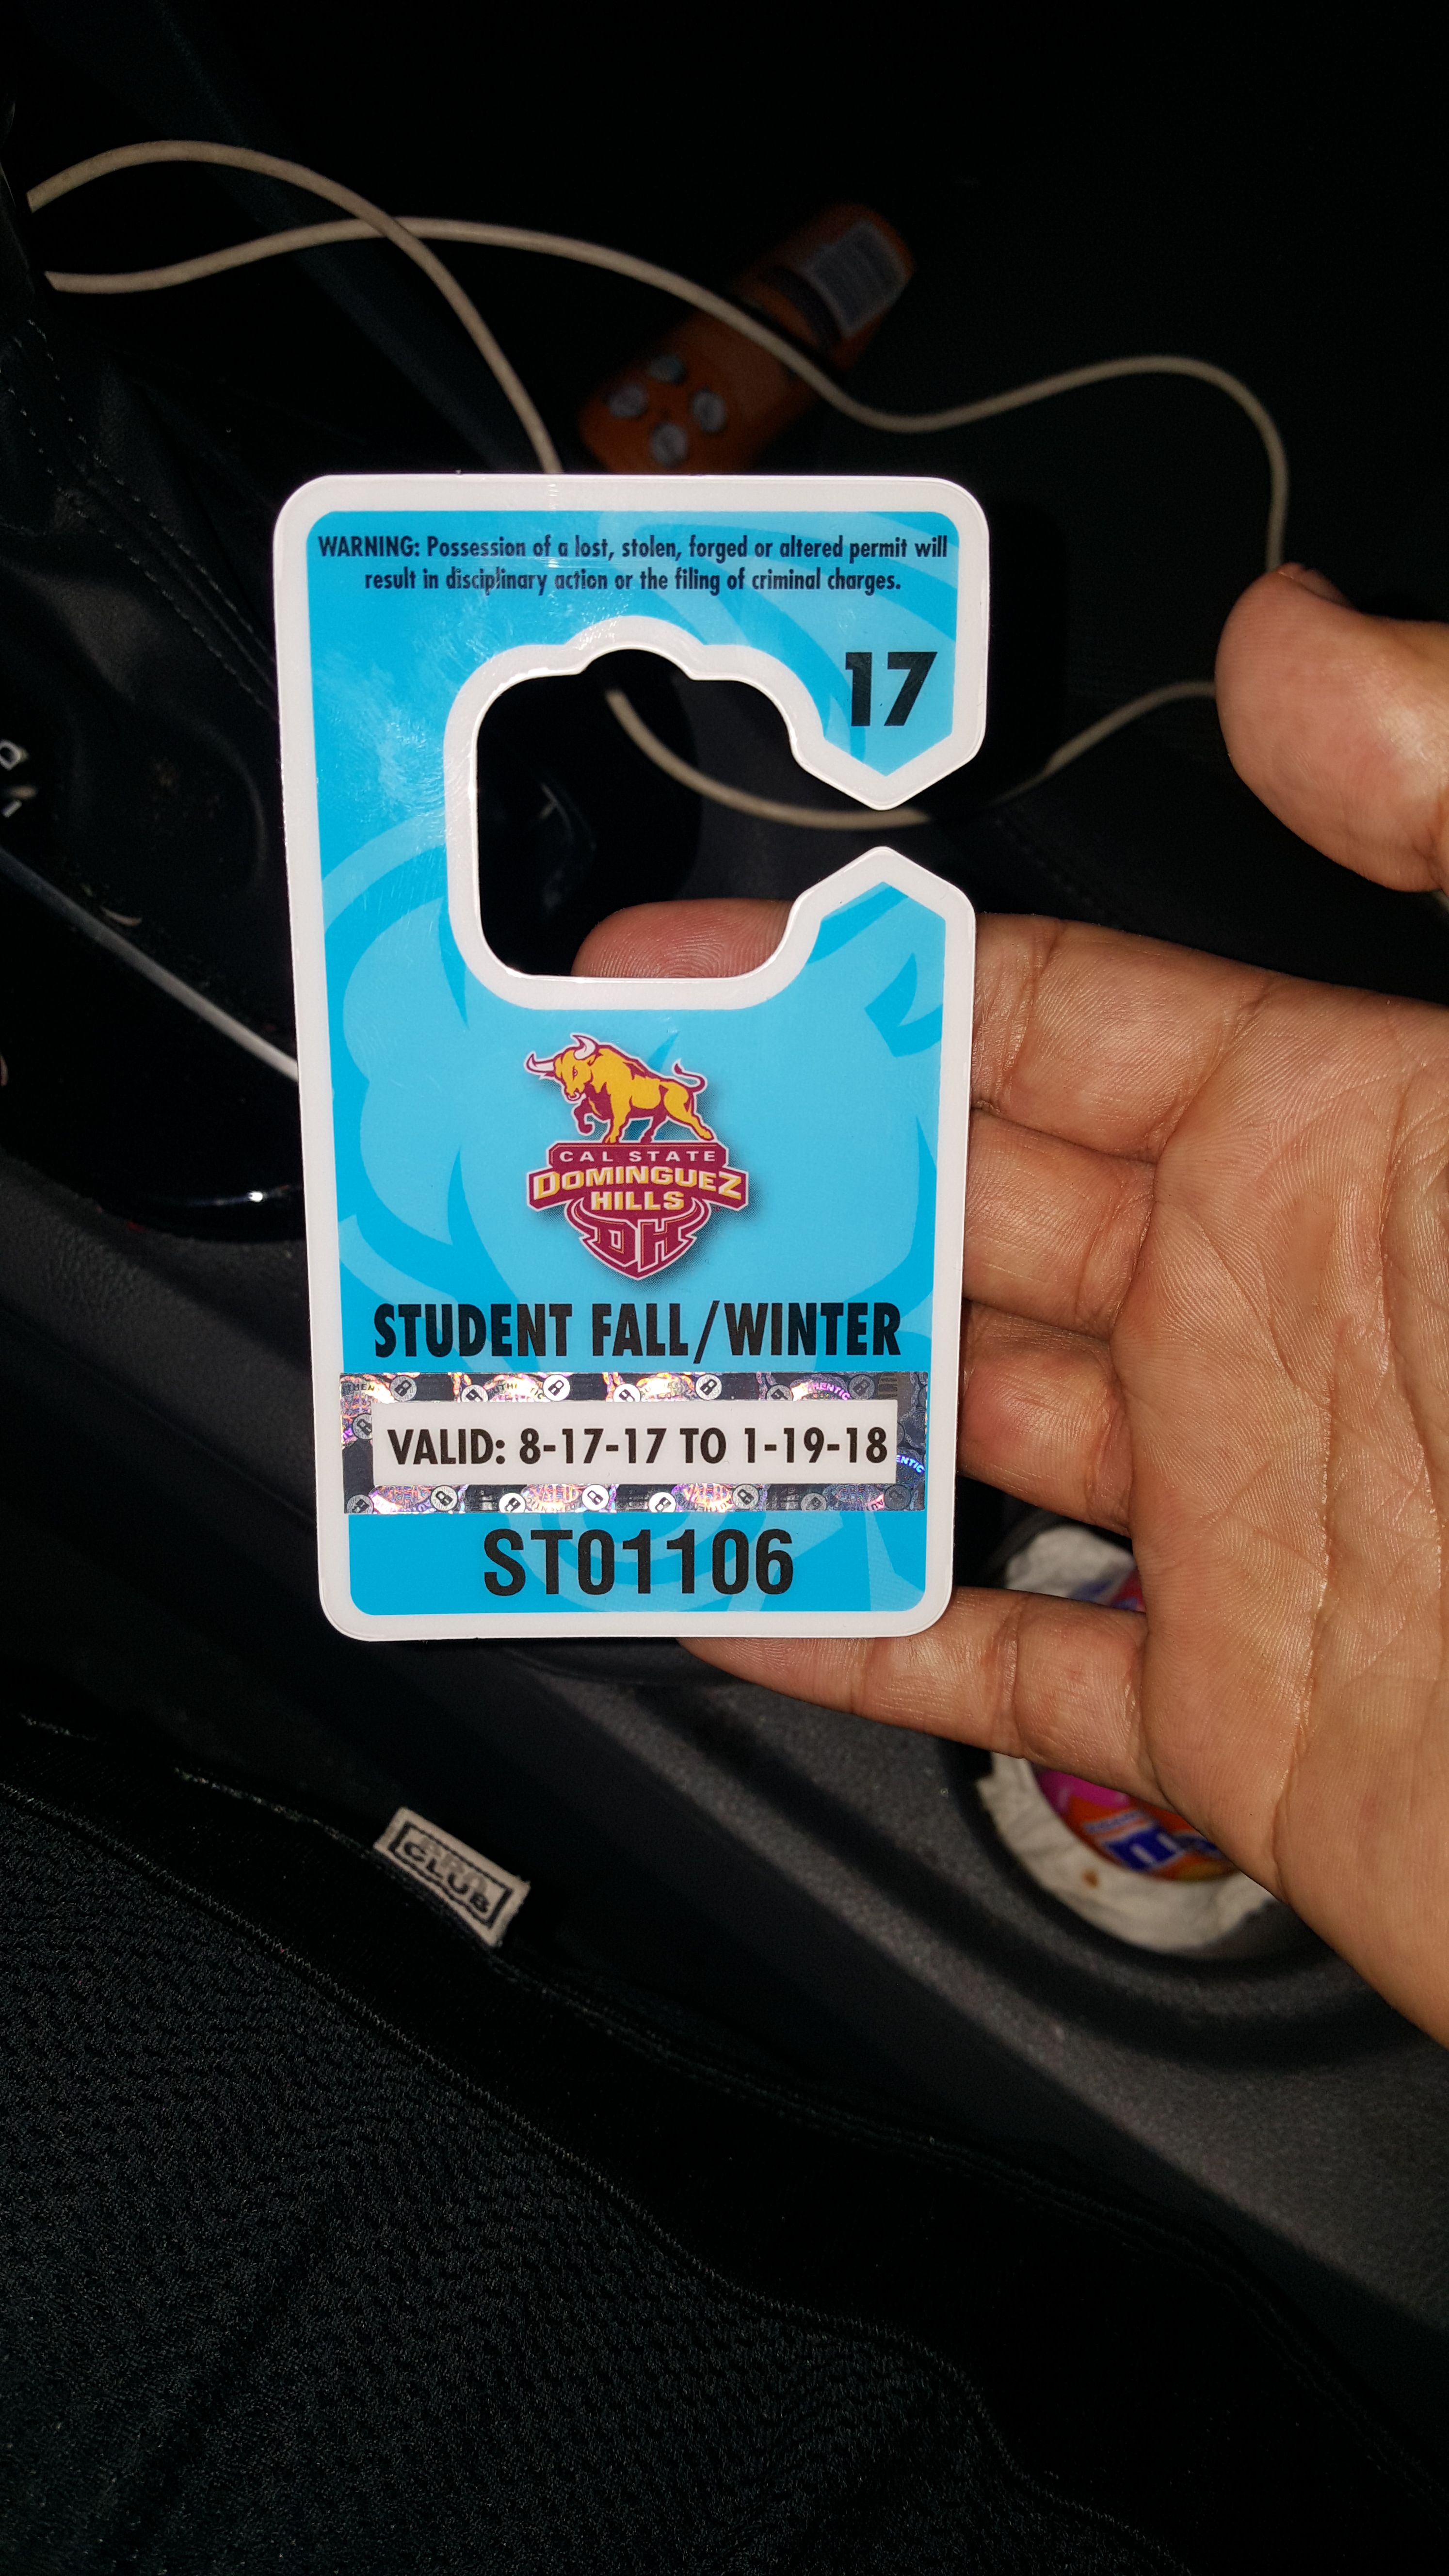 WARNING: Possession of a lost, stolen, forged or altered permit will
result in disciplinary action or the filing of criminal charges.
17
CAL STATE
DOMINGUEZ
HILLS
DH
STUDENT FALL/WINTER
AUTHENTIC
VALID: 8-17-17 TO 1-19-18
ST01106
CLUB